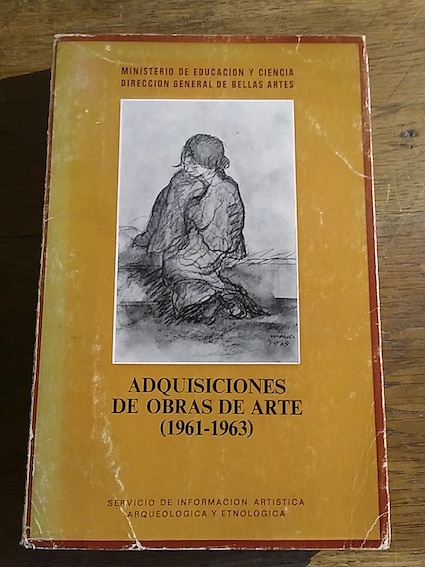 MINISTERIO DE EDUCACION Y CIENCIA
DIRECCION GENERAL DE BELLAS ARTES
ADQUISICIONES
DE OBRAS DE ARTE
(1961-1963)
SERVICIO DE INFORMACION ARTISTICA
ARQUEOLOGICA Y ETNOLOGICA